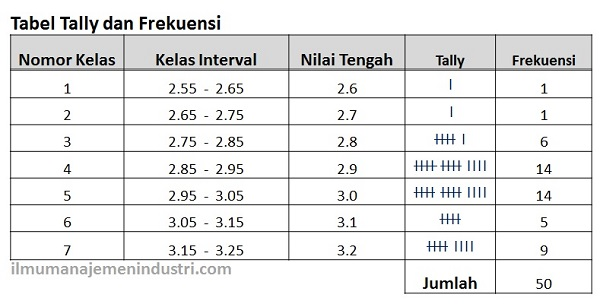 Tabel Tally dan Frekuensi
Nomor Kelas Kelas Interval Nilai Tengah Tally Frekuensi
1 2.55 - 2.65 2.6 | 1
2 2.65 - 2.75 2.7 | 1
3 2.75 - 2.85 2.8 卌 | 6
4 2.85 - 2.95 2.9 卌 卌 |||| 14
5 2.95 - 3.05 3.0 卌 卌 |||| 14
6 3.05 - 3.15 3.1 卌 5
7 3.15 - 3.25 3.2 卌 |||| 9
ilmumanajemenindustri.com Jumlah 50